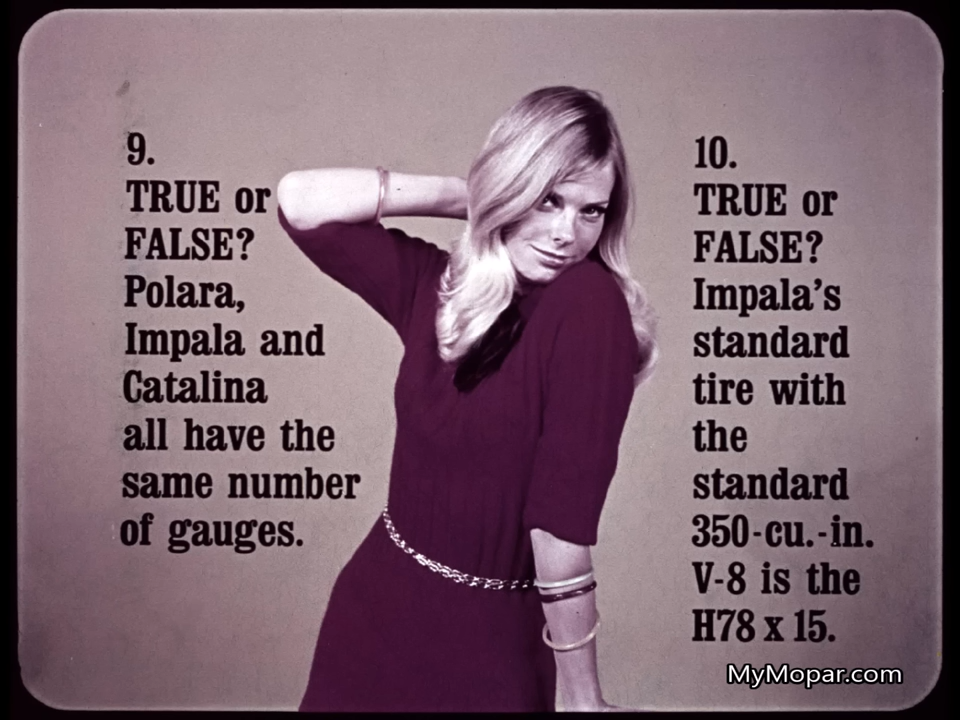 9.
TRUE or
FALSE?
Polara,
Impala and
Catalina
all have the
same number
of gauges.
10.
TRUE or
FALSE?
Impala's
standard
tire with
the
standard
350-cu.-in.
V-8 is the
H78 x 15.
MyMopar.com